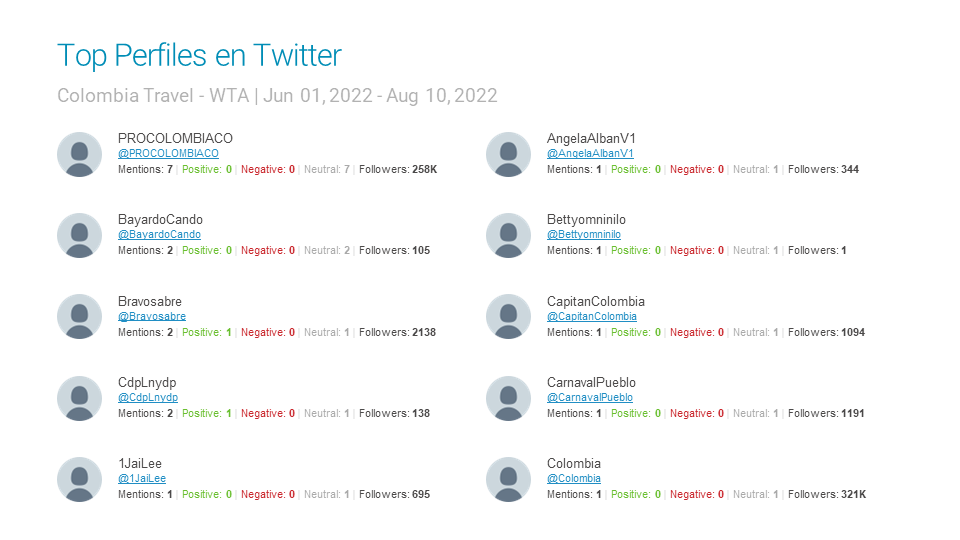 Top Perfiles en Twitter
Colombia Travel - WTA | Jun 01, 2022 - Aug 10, 2022
PROCOLOMBIACO
@PROCOLOMBIACO
Mentions: 7 | Positive: 0 | Negative: 0 | Neutral: 7 | Followers: 258K
BayardoCando
@BayardoCando
Mentions: 2 | Positive: 0 | Negative: 0 | Neutral: 2 | Followers: 105
Bravosabre
@Bravosabre
Mentions: 2 | Positive: 1 | Negative: 0 | Neutral: 1 | Followers: 2138
CdpLnydp
@CdpLnydp
Mentions: 2 | Positive: 1 | Negative: 0 | Neutral: 1 | Followers: 138
1JaiLee
@1JaiLee
Mentions: 1 | Positive: 0 | Negative: 0 | Neutral: 1 | Followers: 695
AngelaAlbanV1
@AngelaAlbanV1
Mentions: 1 | Positive: 0 | Negative: 0 | Neutral: 1 | Followers: 344
Bettyomninilo
@Bettyomninilo
Mentions: 1 | Positive: 0 | Negative: 0 | Neutral: 1 | Followers: 1
CapitanColombia
@CapitanColombia
Mentions: 1 | Positive: 0 | Negative: 0 | Neutral: 1 | Followers: 1094
CarnavalPueblo
@CarnavalPueblo
Mentions: 1 | Positive: 0 | Negative: 0 | Neutral: 1 | Followers: 1191
Colombia
@Colombia
Mentions: 1 | Positive: 0 | Negative: 0 | Neutral: 1 | Followers: 321K